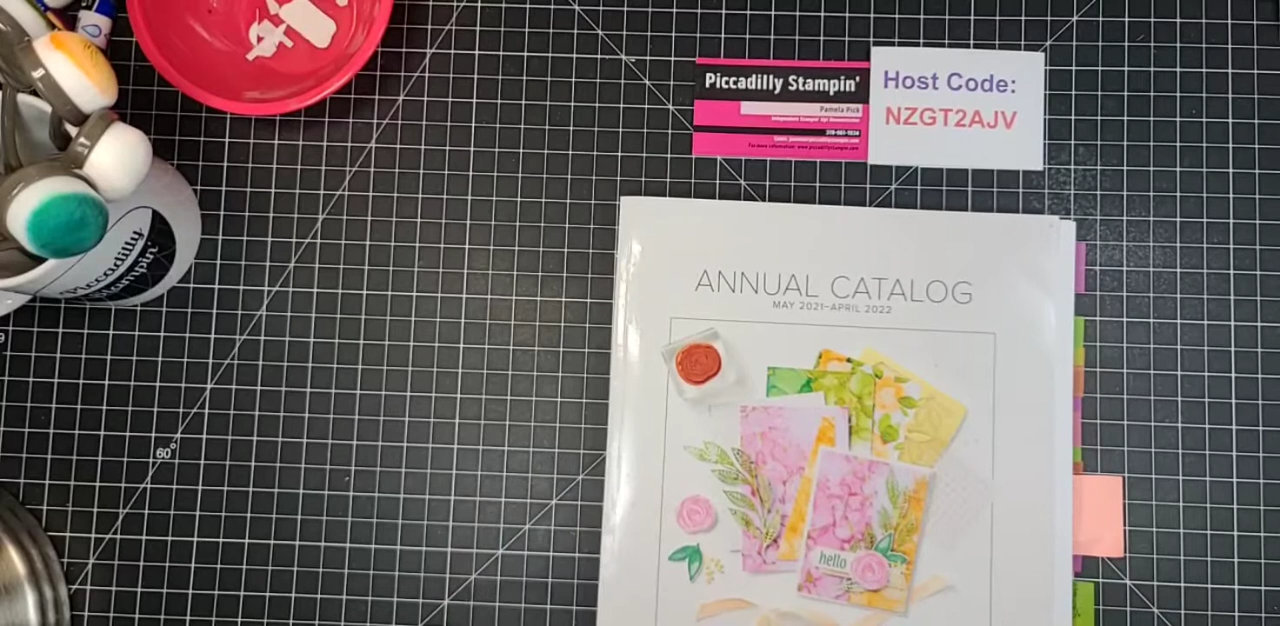 Piccadilly Stampin'
Pamela Pick
Host Code:
NZGT2AJV
Piccadilly
Stampin'
ANNUAL CATALOG
MAY 2021–APRIL 2022
hello
60°